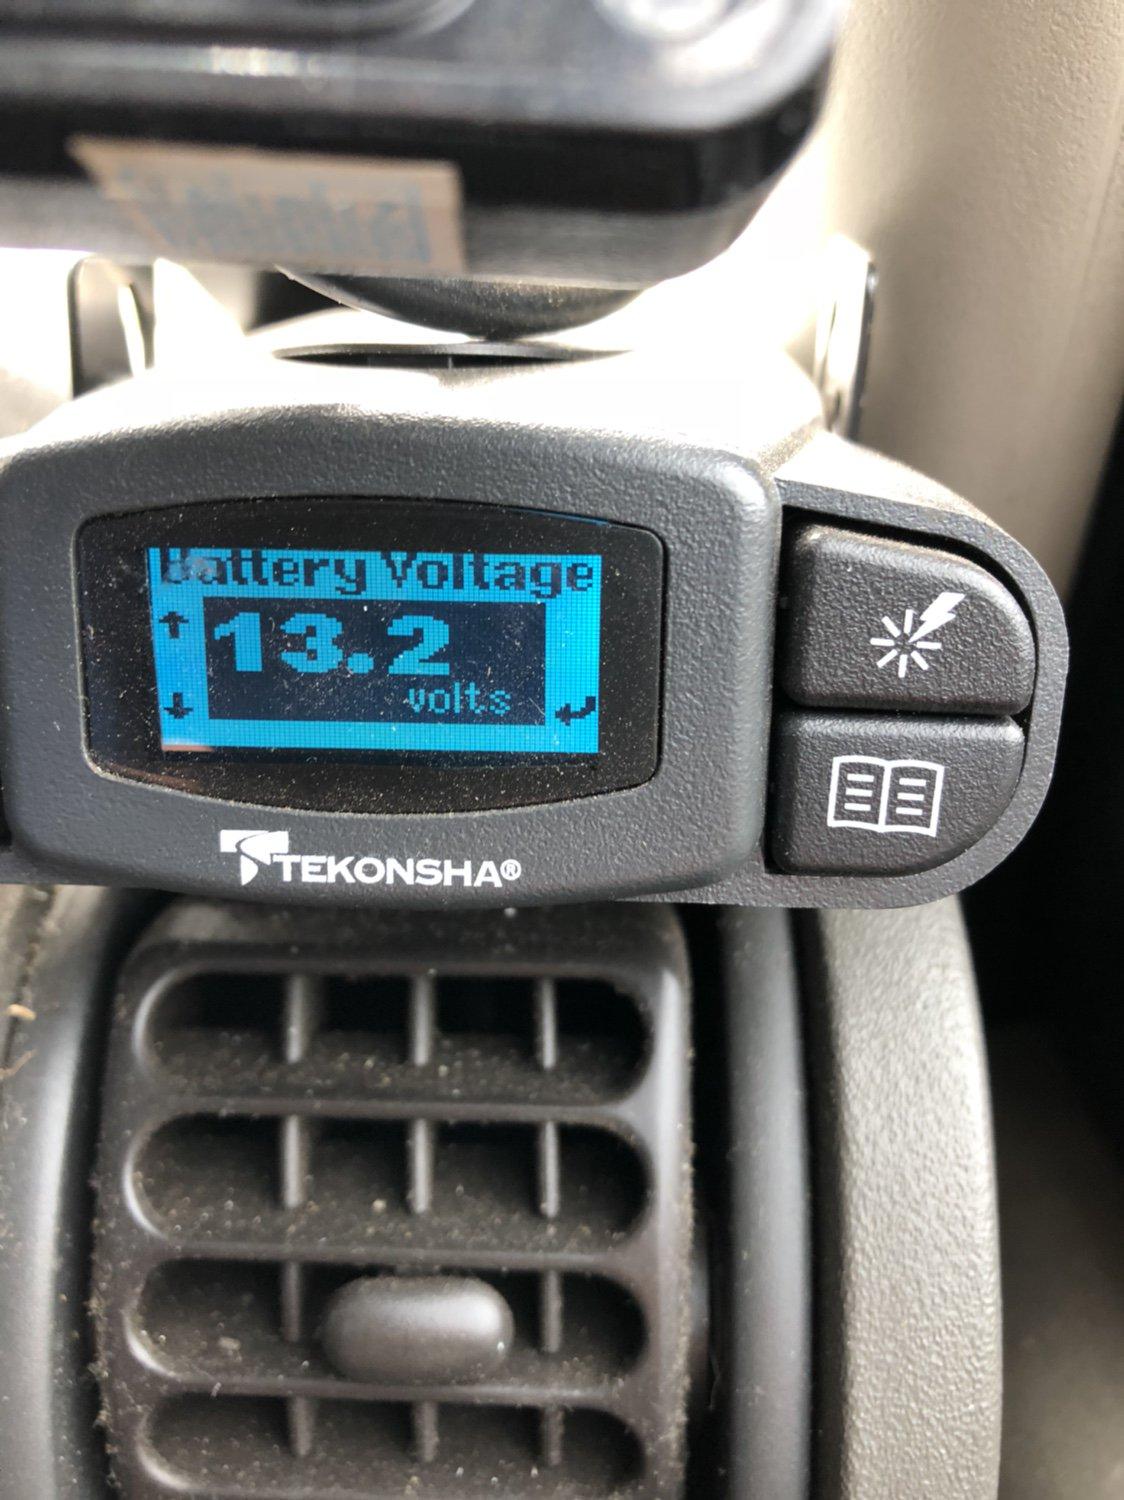 Battery Voltage
13.2
volts
TEKONSHA®